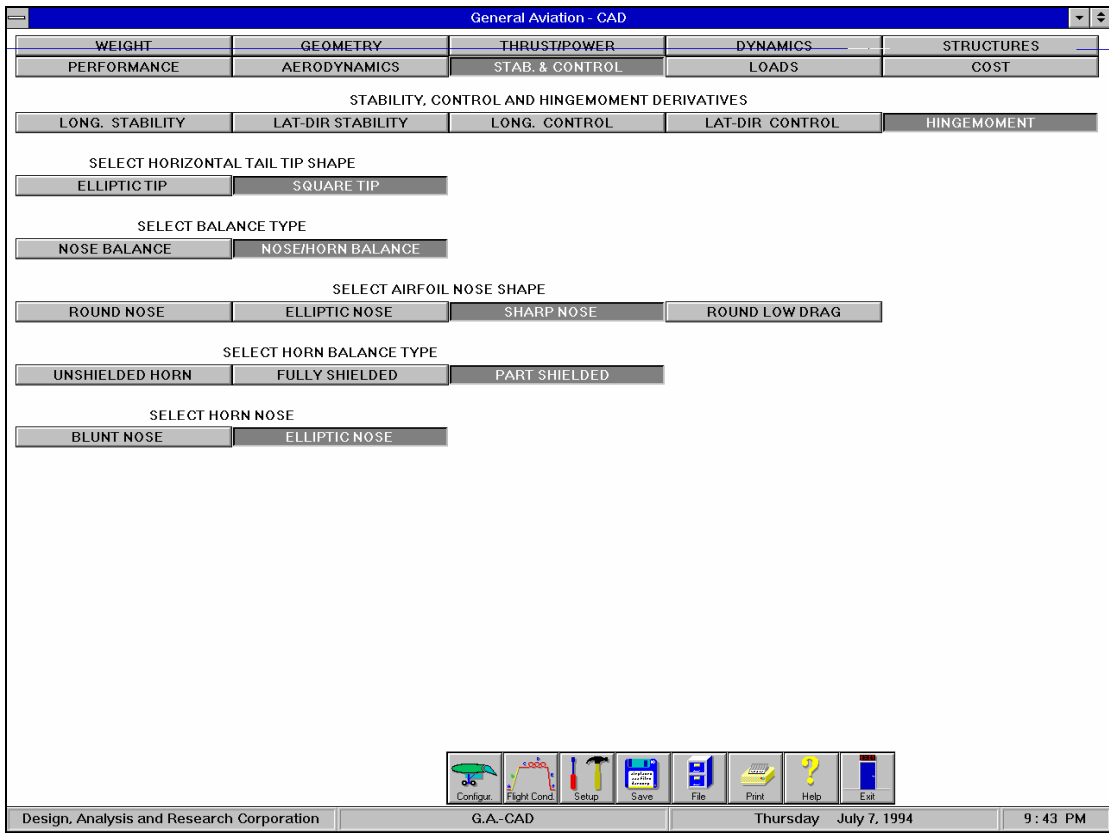 General Aviation - CAD
WEIGHT GEOMETRY THRUST/POWER DYNAMICS STRUCTURES
PERFORMANCE AERODYNAMICS STAB. & CONTROL LOADS COST
STABILITY, CONTROL AND HINGEMOMENT DERIVATIVES
LONG. STABILITY LAT-DIR STABILITY LONG. CONTROL LAT-DIR CONTROL HINGEMOMENT
SELECT HORIZONTAL TAIL TIP SHAPE
ELLIPTIC TIP SQUARE TIP
SELECT BALANCE TYPE
NOSE BALANCE NOSE/HORN BALANCE
SELECT AIRFOIL NOSE SHAPE
ROUND NOSE ELLIPTIC NOSE SHARP NOSE ROUND LOW DRAG
SELECT HORN BALANCE TYPE
UNSHIELDED HORN FULLY SHIELDED PART SHIELDED
SELECT HORN NOSE
BLUNT NOSE ELLIPTIC NOSE
Configur. Flight Cond. Setup Save File Print Help Exit
Design, Analysis and Research Corporation G.A.-CAD Thursday July 7, 1994 9 : 43 PM